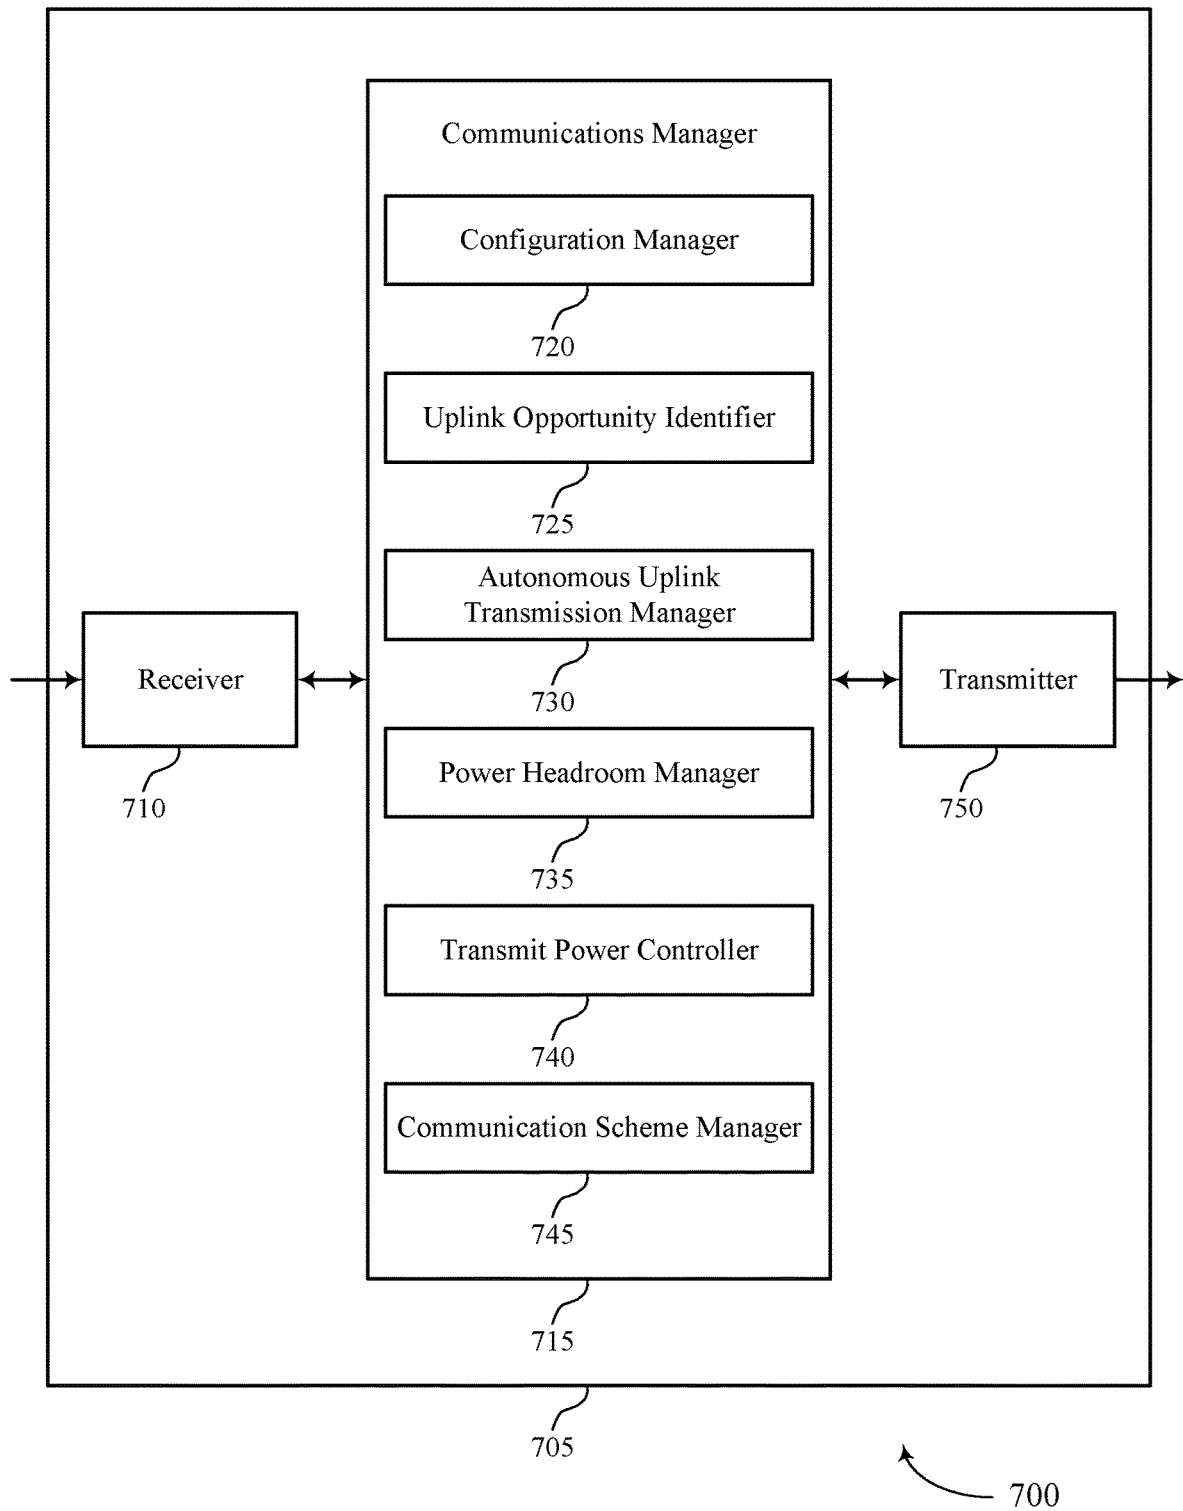 Communications Manager
Configuration Manager
720
Uplink Opportunity Identifier
725
Autonomous Uplink
Transmission Manager
730
Receiver
710
Transmitter
750
Power Headroom Manager
735
Transmit Power Controller
740
Communication Scheme Manager
745
715
705
700